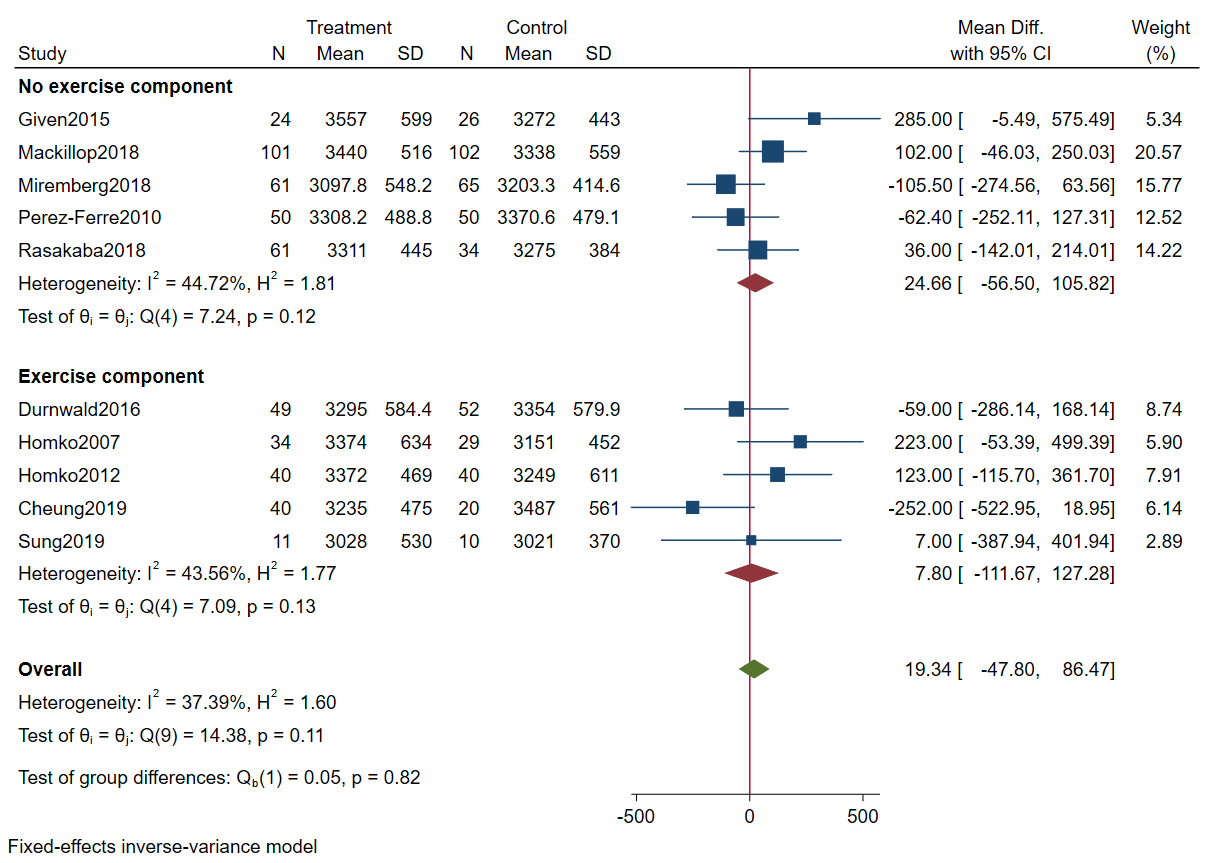 Treatment Control Mean Diff. Weight
Study N Mean SD N Mean SD with 95% CI (%)
No exercise component
Given2015 24 3557 599 26 3272 443 285.00 [ -5.49, 575.49] 5.34
Mackillop2018 101 3440 516 102 3338 559 102.00 [ -46.03, 250.03] 20.57
Miremberg2018 61 3097.8 548.2 65 3203.3 414.6 -105.50 [ -274.56, 63.56] 15.77
Perez-Ferre2010 50 3308.2 488.8 50 3370.6 479.1 -62.40 [ -252.11, 127.31] 12.52
Rasakaba2018 61 3311 445 34 3275 384 36.00 [ -142.01, 214.01] 14.22
Heterogeneity: I² = 44.72%, H² = 1.81 24.66 [ -56.50, 105.82]
Test of θᵢ = θⱼ: Q(4) = 7.24, p = 0.12
Exercise component
Durnwald2016 49 3295 584.4 52 3354 579.9 -59.00 [ -286.14, 168.14] 8.74
Homko2007 34 3374 634 29 3151 452 223.00 [ -53.39, 499.39] 5.90
Homko2012 40 3372 469 40 3249 611 123.00 [ -115.70, 361.70] 7.91
Cheung2019 40 3235 475 20 3487 561 -252.00 [ -522.95, 18.95] 6.14
Sung2019 11 3028 530 10 3021 370 7.00 [ -387.94, 401.94] 2.89
Heterogeneity: I² = 43.56%, H² = 1.77 7.80 [ -111.67, 127.28]
Test of θᵢ = θⱼ: Q(4) = 7.09, p = 0.13
Overall 19.34 [ -47.80, 86.47]
Heterogeneity: I² = 37.39%, H² = 1.60
Test of θᵢ = θⱼ: Q(9) = 14.38, p = 0.11
Test of group differences: Q_b(1) = 0.05, p = 0.82
-500 0 500
Fixed-effects inverse-variance model